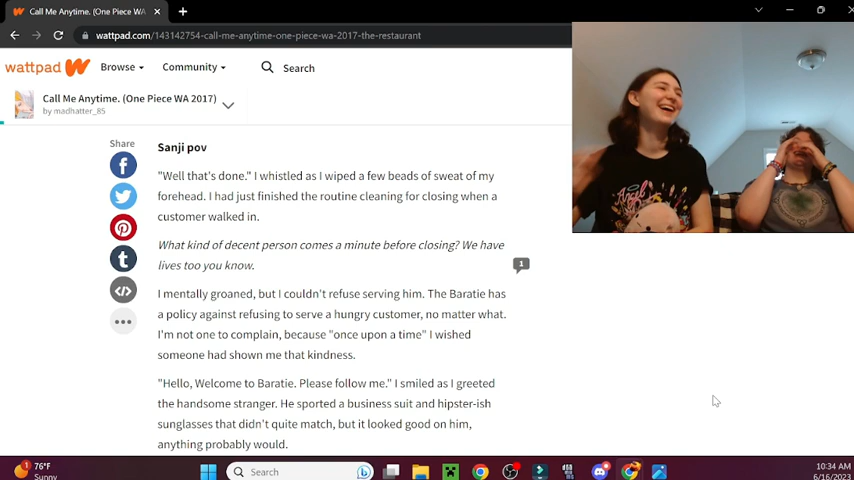 Call Me Anytime. (One Piece WA
wattpad.com/143142754-call-me-anytime-one-piece-wa-2017-the-restaurant
wattpad Browse Community Search
Call Me Anytime. (One Piece WA 2017)
by madhatter_85
Share
Sanji pov
"Well that's done." I whistled as I wiped a few beads of sweat of my
forehead. I had just finished the routine cleaning for closing when a
customer walked in.
What kind of decent person comes a minute before closing? We have
lives too you know.
1
I mentally groaned, but I couldn't refuse serving him. The Baratie has
a policy against refusing to serve a hungry customer, no matter what.
I'm not one to complain, because "once upon a time" I wished
someone had shown me that kindness.
"Hello, Welcome to Baratie. Please follow me." I smiled as I greeted
the handsome stranger. He sported a business suit and hipster-ish
sunglasses that didn't quite match, but it looked good on him,
anything probably would.
Angel
1
76°F
Sunny
Search
10:34 AM
6/16/2023